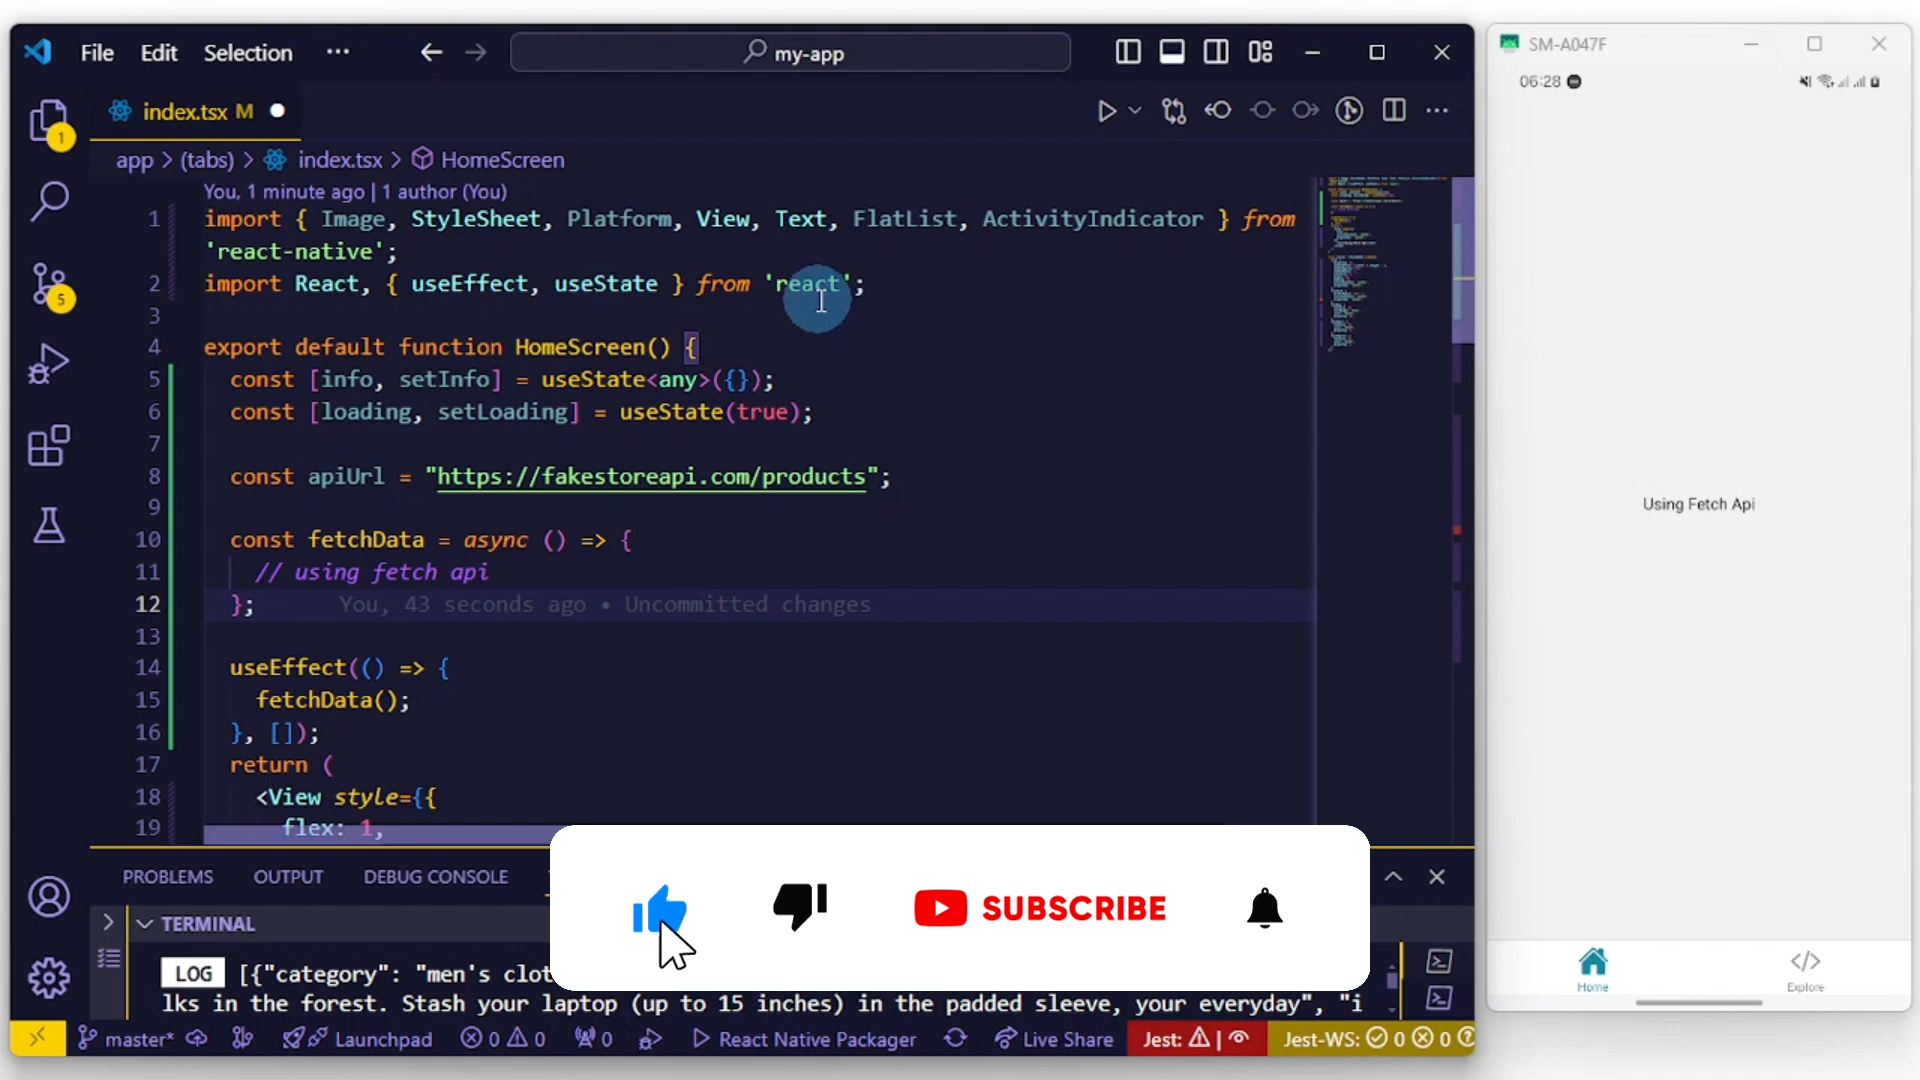 File Edit Selection ··· my-app
index.tsx M
app > (tabs) > index.tsx > HomeScreen
You, 1 minute ago | 1 author (You)
1 import { Image, StyleSheet, Platform, View, Text, FlatList, ActivityIndicator } from
'react-native';
2 import React, { useEffect, useState } from 'react';
3
4 export default function HomeScreen() {
5 const [info, setInfo] = useState<any>({});
6 const [loading, setLoading] = useState(true);
7
8 const apiUrl = "https://fakestoreapi.com/products";
9
10 const fetchData = async () => {
11 // using fetch api
12 }; You, 43 seconds ago • Uncommitted changes
13
14 useEffect(() => {
15 fetchData();
16 }, []);
17 return (
18 <View style={{
19 flex: 1,
1
5
PROBLEMS OUTPUT DEBUG CONSOLE
TERMINAL
LOG [{"category": "men's clot
lks in the forest. Stash your laptop (up to 15 inches) in the padded sleeve, your everyday", "i
master* Launchpad 0 0 0 React Native Packager Live Share Jest: Jest-WS: 0 0
SUBSCRIBE
SM-A047F
06:28
Using Fetch Api
Home Explore